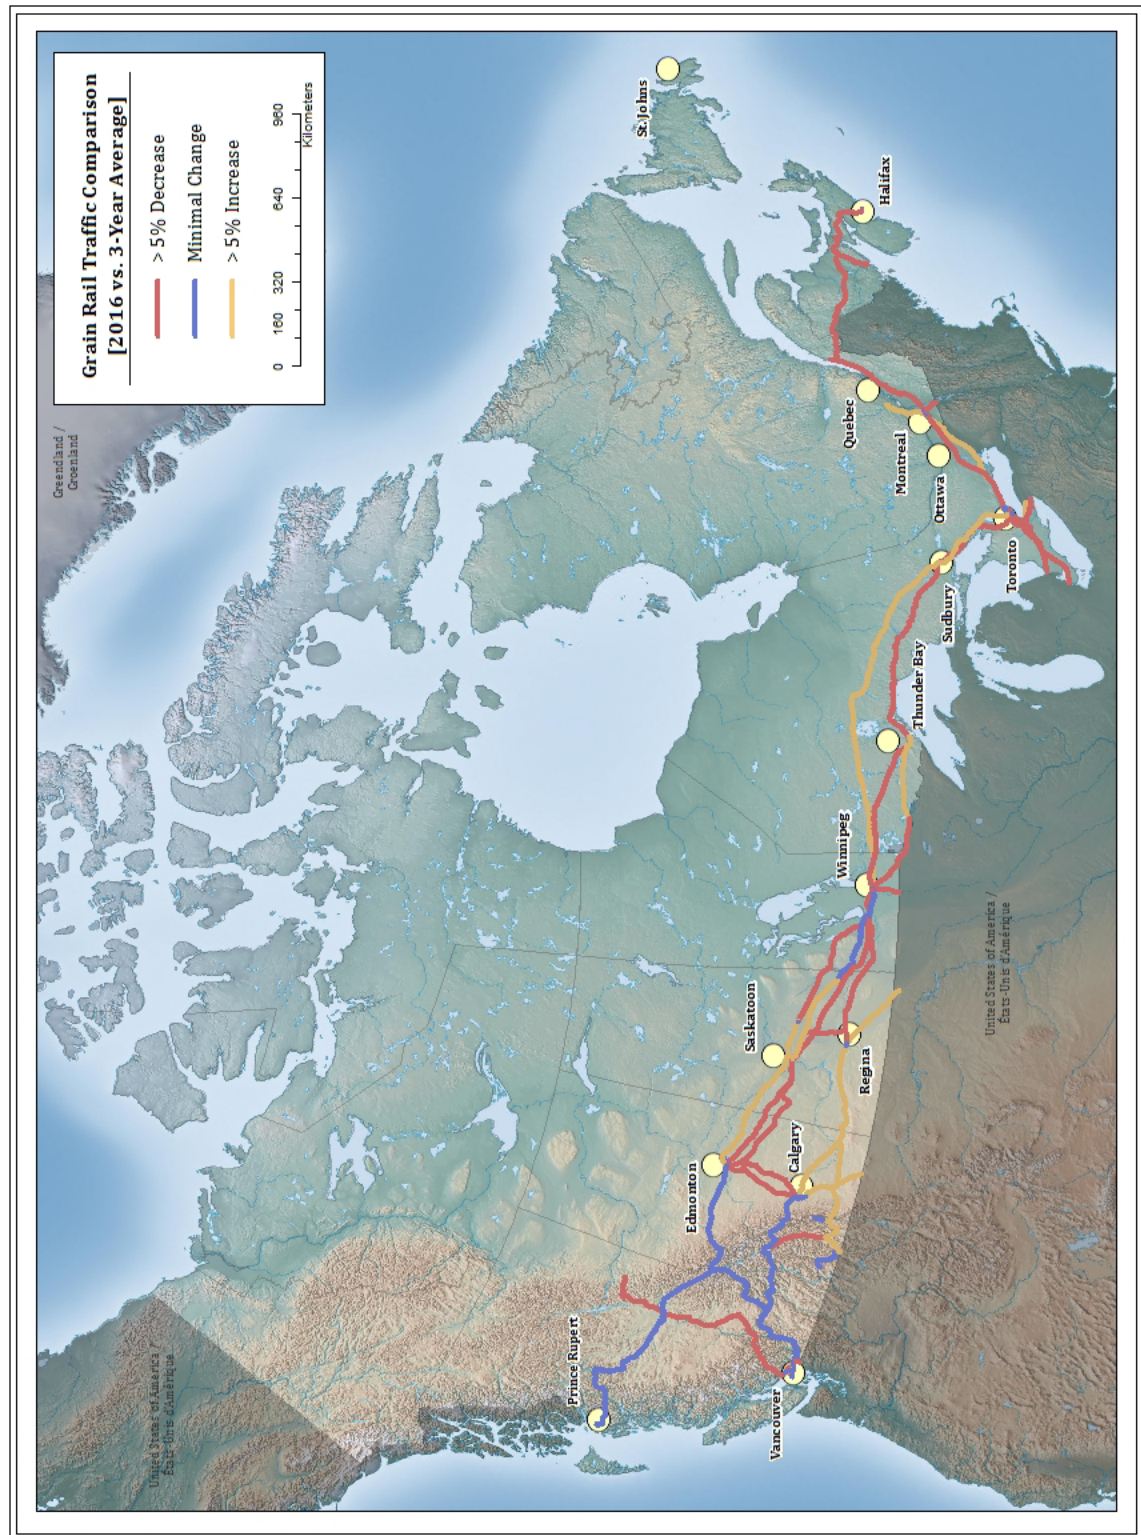 Grain Rail Traffic Comparison
[2016 vs. 3-Year Average]
> 5% Decrease
Minimal Change
> 5% Increase
0 160 320 640 960
Kilometers
Greendland /
Groenland
United States of America /
États-Unis d'Amérique
Prince Rupert
Vancouver
Edmonton
Calgary
Saskatoon
Regina
Winnipeg
Thunder Bay
Sudbury
Toronto
Ottawa
Montreal
Quebec
Halifax
St. Johns
United States of America /
États-Unis d'Amérique